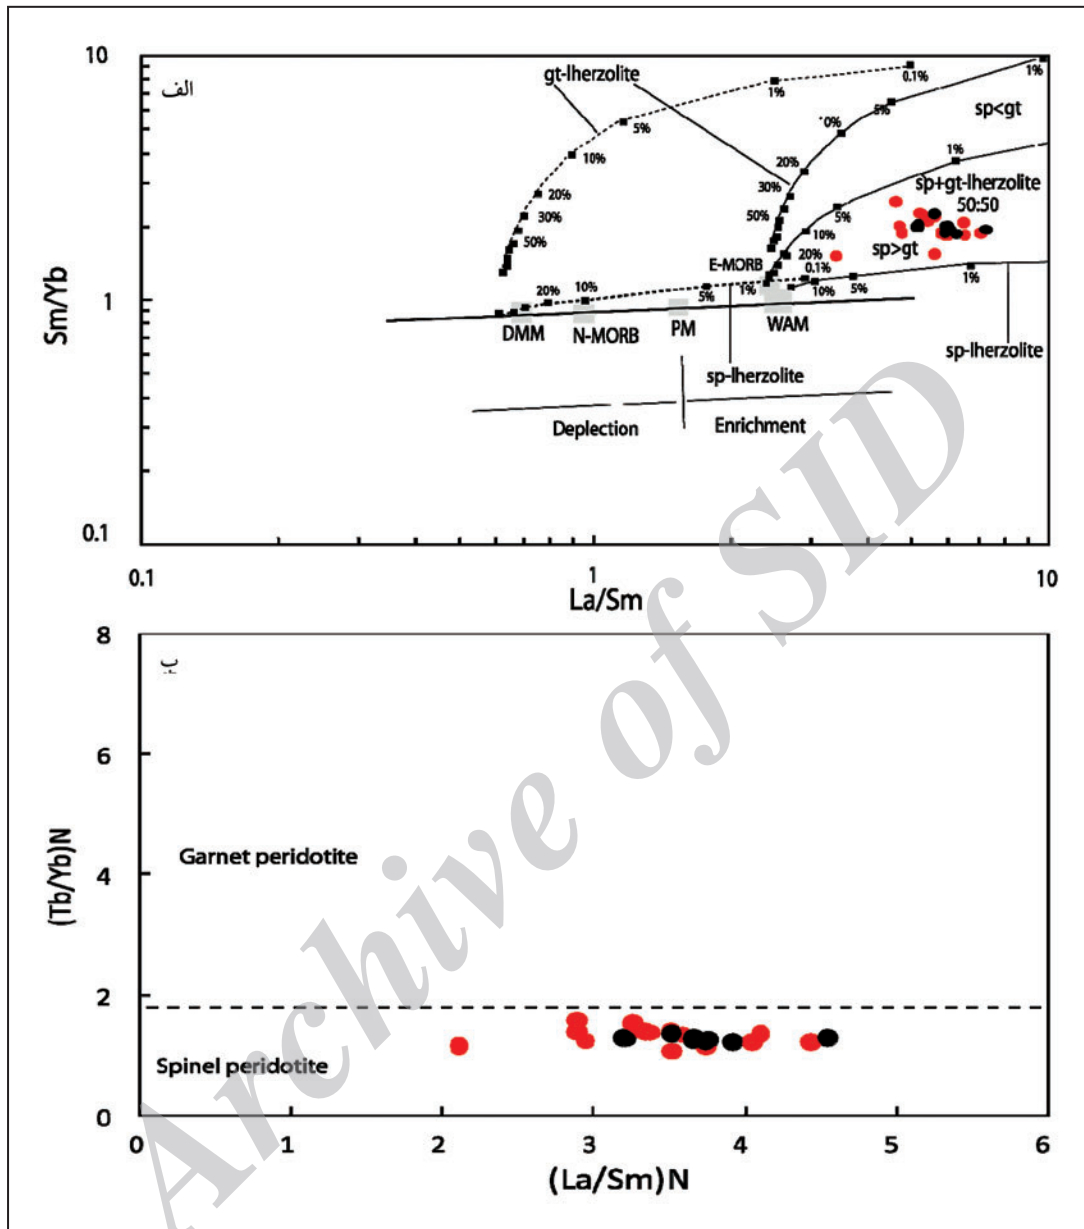 الف
10
gt-lherzolite
0.1%
1%
1%
5%
5%
sp<gt
10%
0%
1%
20%
20%
sp+gt-lherzolite
30%
30%
50:50
50%
50%
5%
10%
sp>gt
E-MORB
20%
0.1%
1
20%
10%
5%
1%
10%
5%
1%
DMM
N-MORB
PM
WAM
sp-lherzolite
sp-lherzolite
Deplection
Enrichment
Sm/Yb
0.1
0.1
1
10
La/Sm
ب
8
6
4
2
0
(Tb/Yb)N
Garnet peridotite
Spinel peridotite
0
1
2
3
4
5
6
(La/Sm)N
Archive of SID